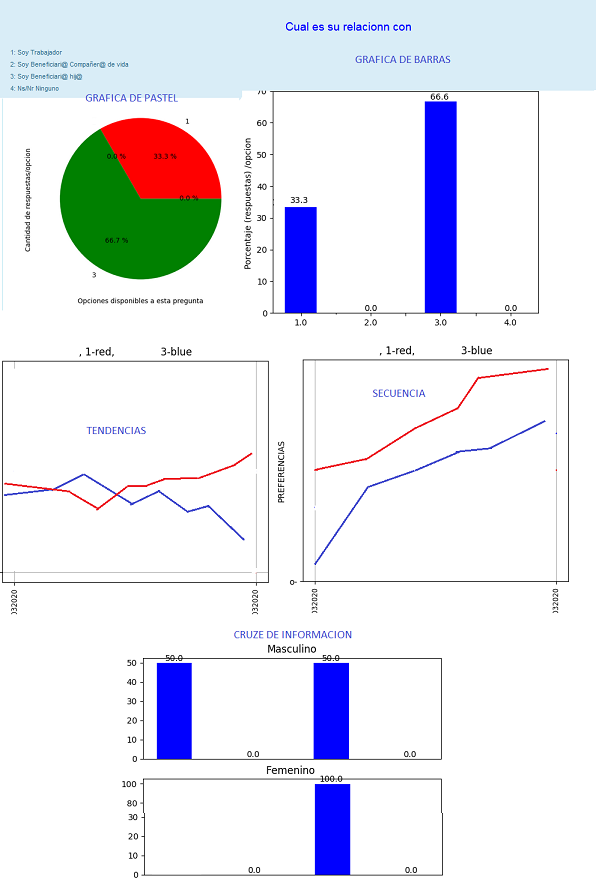 Cual es su relacionn con
1: Soy Trabajador
2: Soy Beneficiari@ Compañer@ de vida
3: Soy Beneficiari@ hij@
4: Ns/Nr Ninguno
GRAFICA DE PASTEL
1
0.0 %
33.3 %
0.0 %
66.7 %
3
Cantidad de respuestas/opcion
Opciones disponibles a esta pregunta
GRAFICA DE BARRAS
Porcentaje (respuestas) /opcion
70
60
50
40
30
20
10
0
33.3
0.0
66.6
0.0
1.0
2.0
3.0
4.0
, 1-red, 3-blue
TENDENCIAS
032020
032020
, 1-red, 3-blue
SECUENCIA
PREFERENCIAS
0
032020
032020
CRUZE DE INFORMACION
Masculino
50
40
30
20
10
0
50.0
0.0
50.0
0.0
Femenino
100
80
30
20
10
0
0.0
100.0
0.0